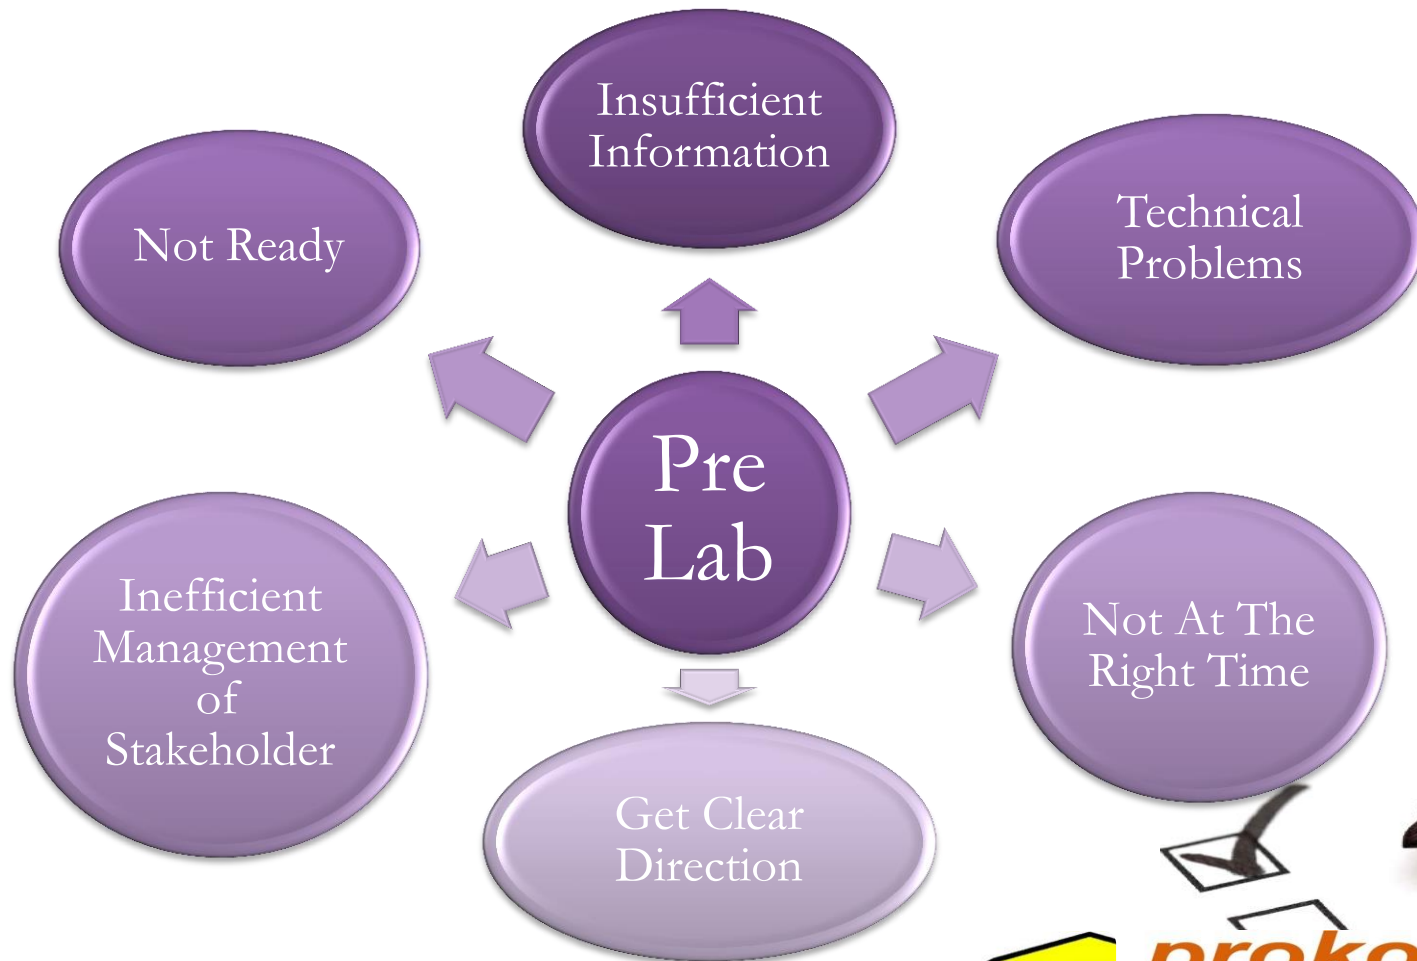 Insufficient
Information
Not Ready
Technical
Problems
Pre
Lab
Inefficient
Management
of
Stakeholder
Not At The
Right Time
Get Clear
Direction